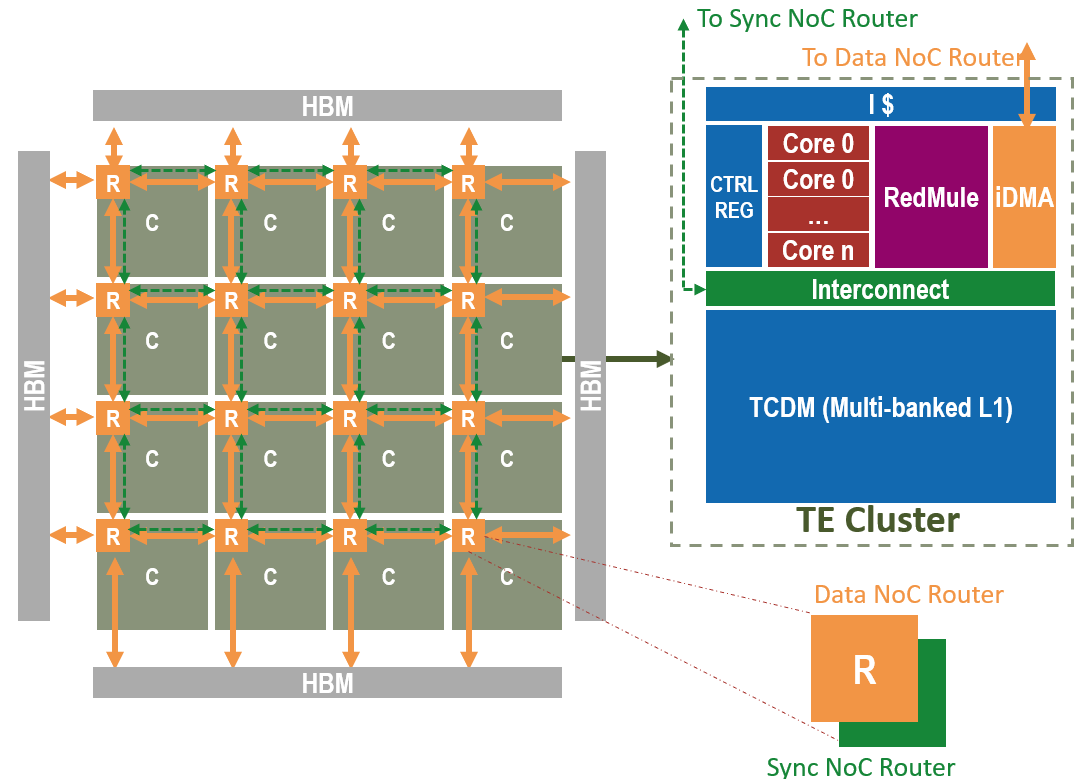 To Sync NoC Router
To Data NoC Router
HBM
I $
R R R R
CTRL
REG
Core 0
Core 0
...
Core n
RedMule
iDMA
C C C C
R R R R
Interconnect
C C C C
HBM
HBM
TCDM (Multi-banked L1)
R R R R
C C C C
TE Cluster
R R R R
C C C C
Data NoC Router
R
HBM
Sync NoC Router